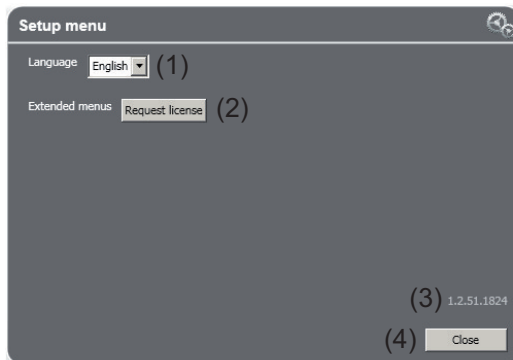 Setup menu
Language English (1)
Extended menus Request license (2)
(3) 1.2.51.1824
(4) Close